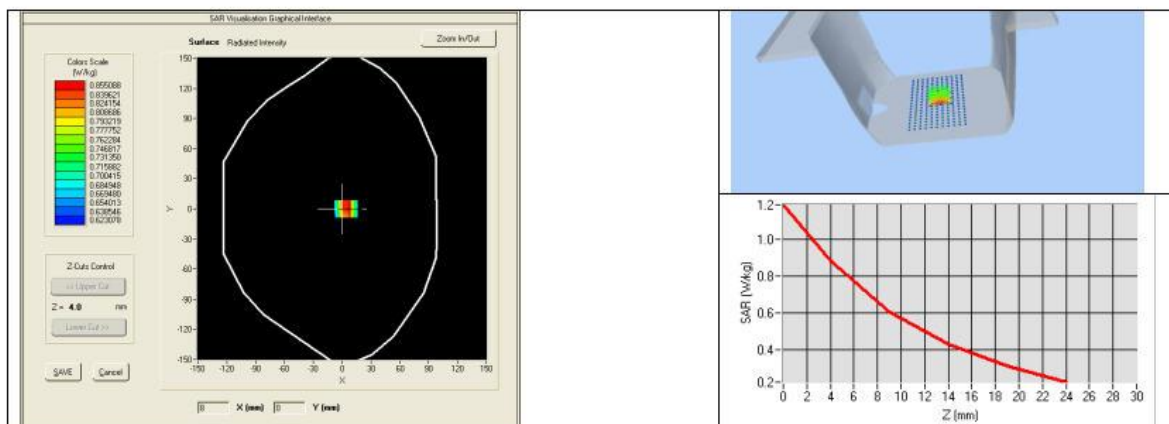 SAR Visualisation Graphical Interface
Surface Radiated Intensity
Zoom In/Out
Colors Scale
(W/kg)
0.855088
0.839621
0.824154
0.808686
0.793219
0.777752
0.762284
0.746817
0.731350
0.715882
0.700415
0.684948
0.669480
0.654013
0.638546
0.623078
Z-Cuts Control
<< Upper Cut
Z = 4.0 mm
Lower Cut >>
SAVE Cancel
150
120
90
60
30
0
-30
-60
-90
-120
-150
Y
-150 -120 -90 -60 -30 0 30 60 90 120 150
X
0 X (mm) 0 Y (mm)
1.2
1.0
0.8
0.6
0.4
0.2
SAR (W/kg)
0 2 4 6 8 10 12 14 16 18 20 22 24 26 28 30
Z (mm)